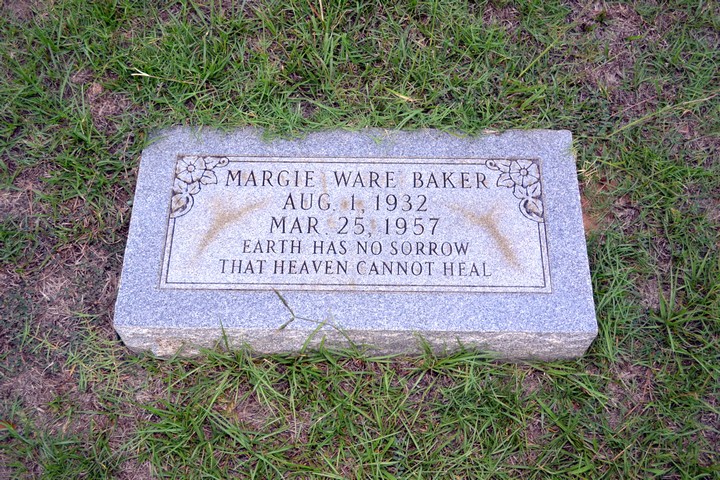 MARGIE WARE BAKER
AUG. 1, 1932
MAR. 25, 1957
EARTH HAS NO SORROW
THAT HEAVEN CANNOT HEAL